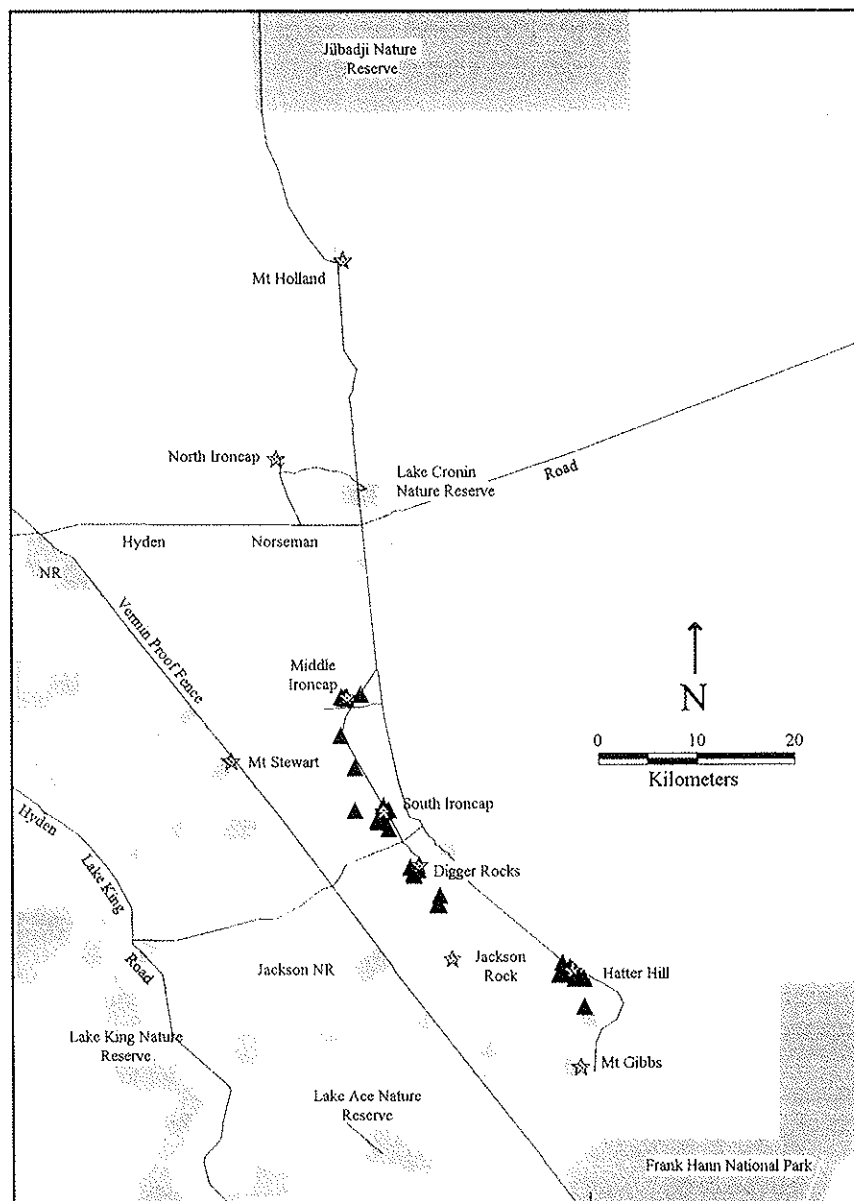 Jilbadji Nature
Reserve
Mt Holland
North Ironcap
Lake Cronin
Nature Reserve
Road
Hyden
Norseman
NR
Vermin Proof Fence
Middle
Ironcap
N
0 10 20
Kilometers
Mt Stewart
South Ironcap
Hyden
Lake King
Road
Digger Rocks
Jackson NR
Jackson
Rock
Hatter Hill
Lake King Nature
Reserve
Mt Gibbs
Lake Ace Nature
Reserve
Frank Hann National Park